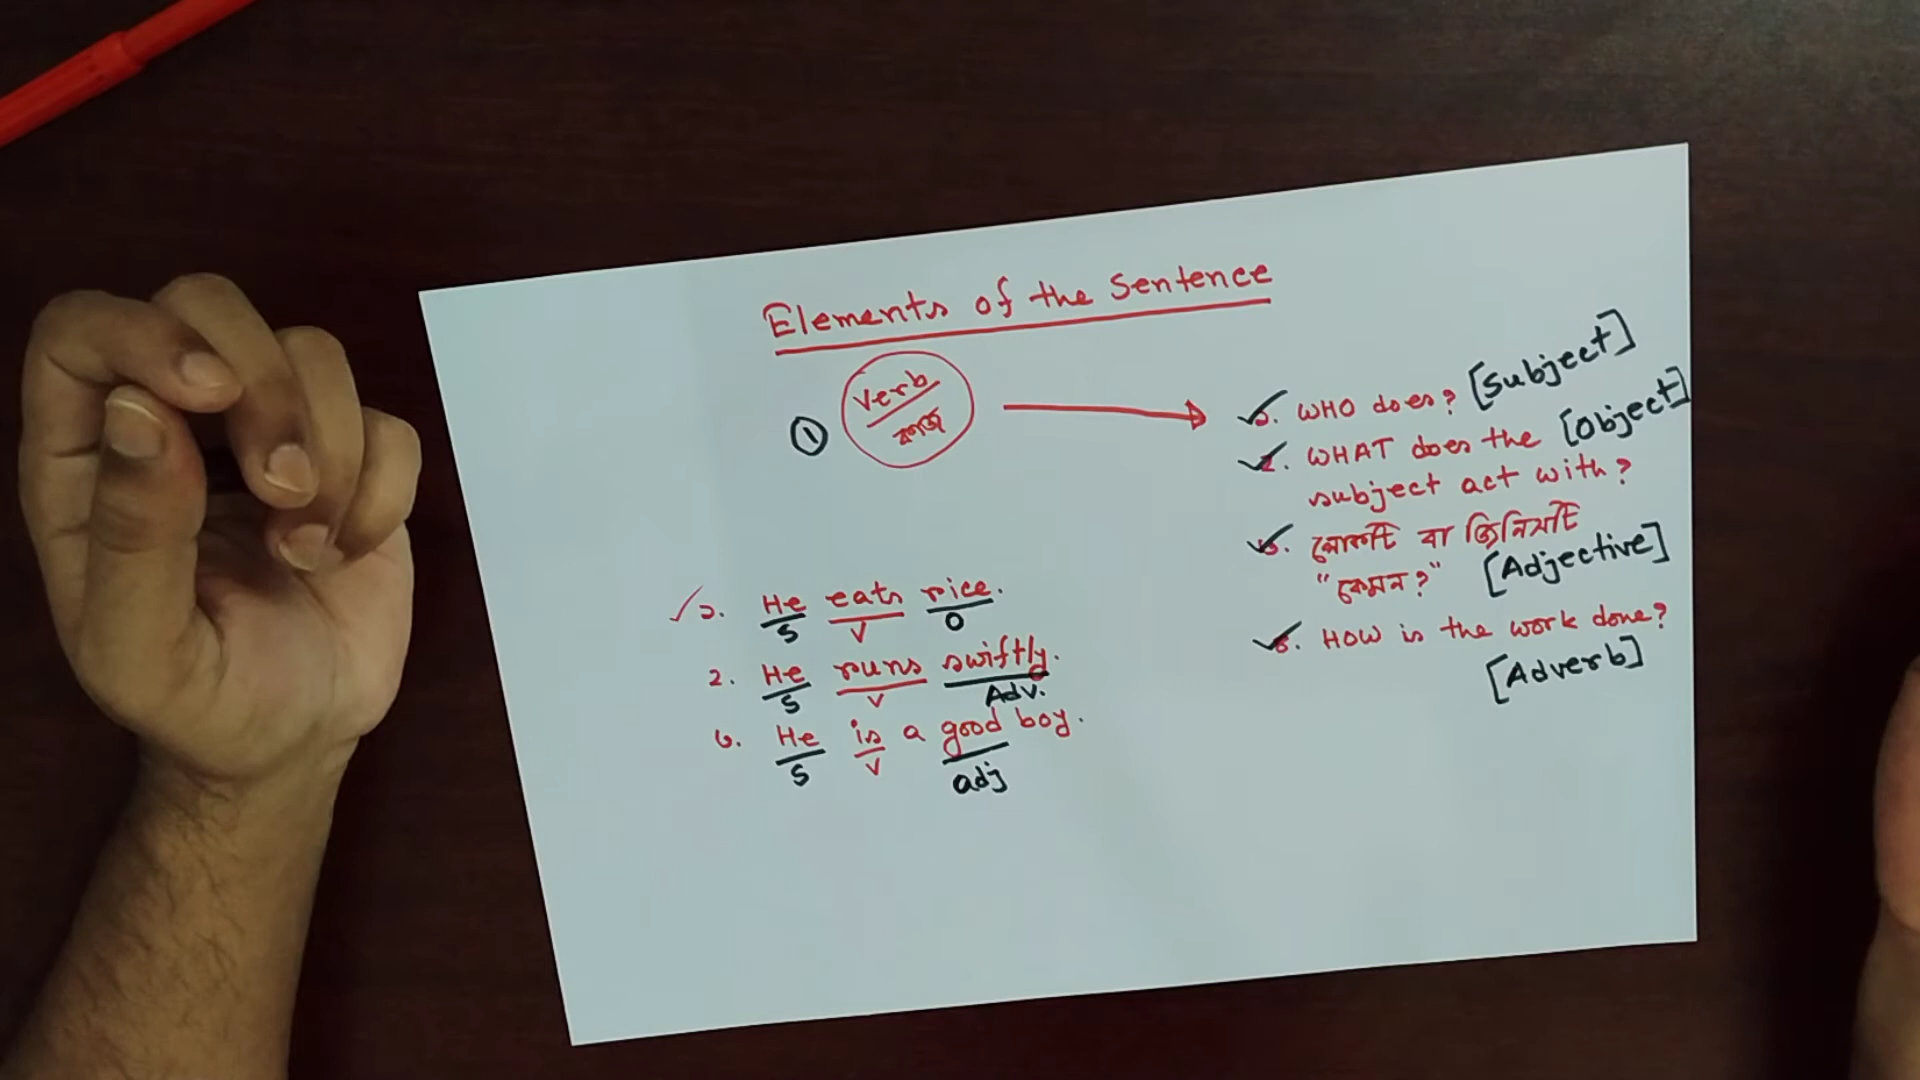 Elements of the Sentence
① Verb
কাজ
১. WHO does? [Subject]
২. WHAT does the [Object]
subject act with?
৩. লোকটি বা জিনিসটি
"কেমন?" [Adjective]
৪. HOW is the work done?
[Adverb]
১. He eats rice.
S V O
2. He runs swiftly.
S V Adv.
৩. He is a good boy.
S V adj